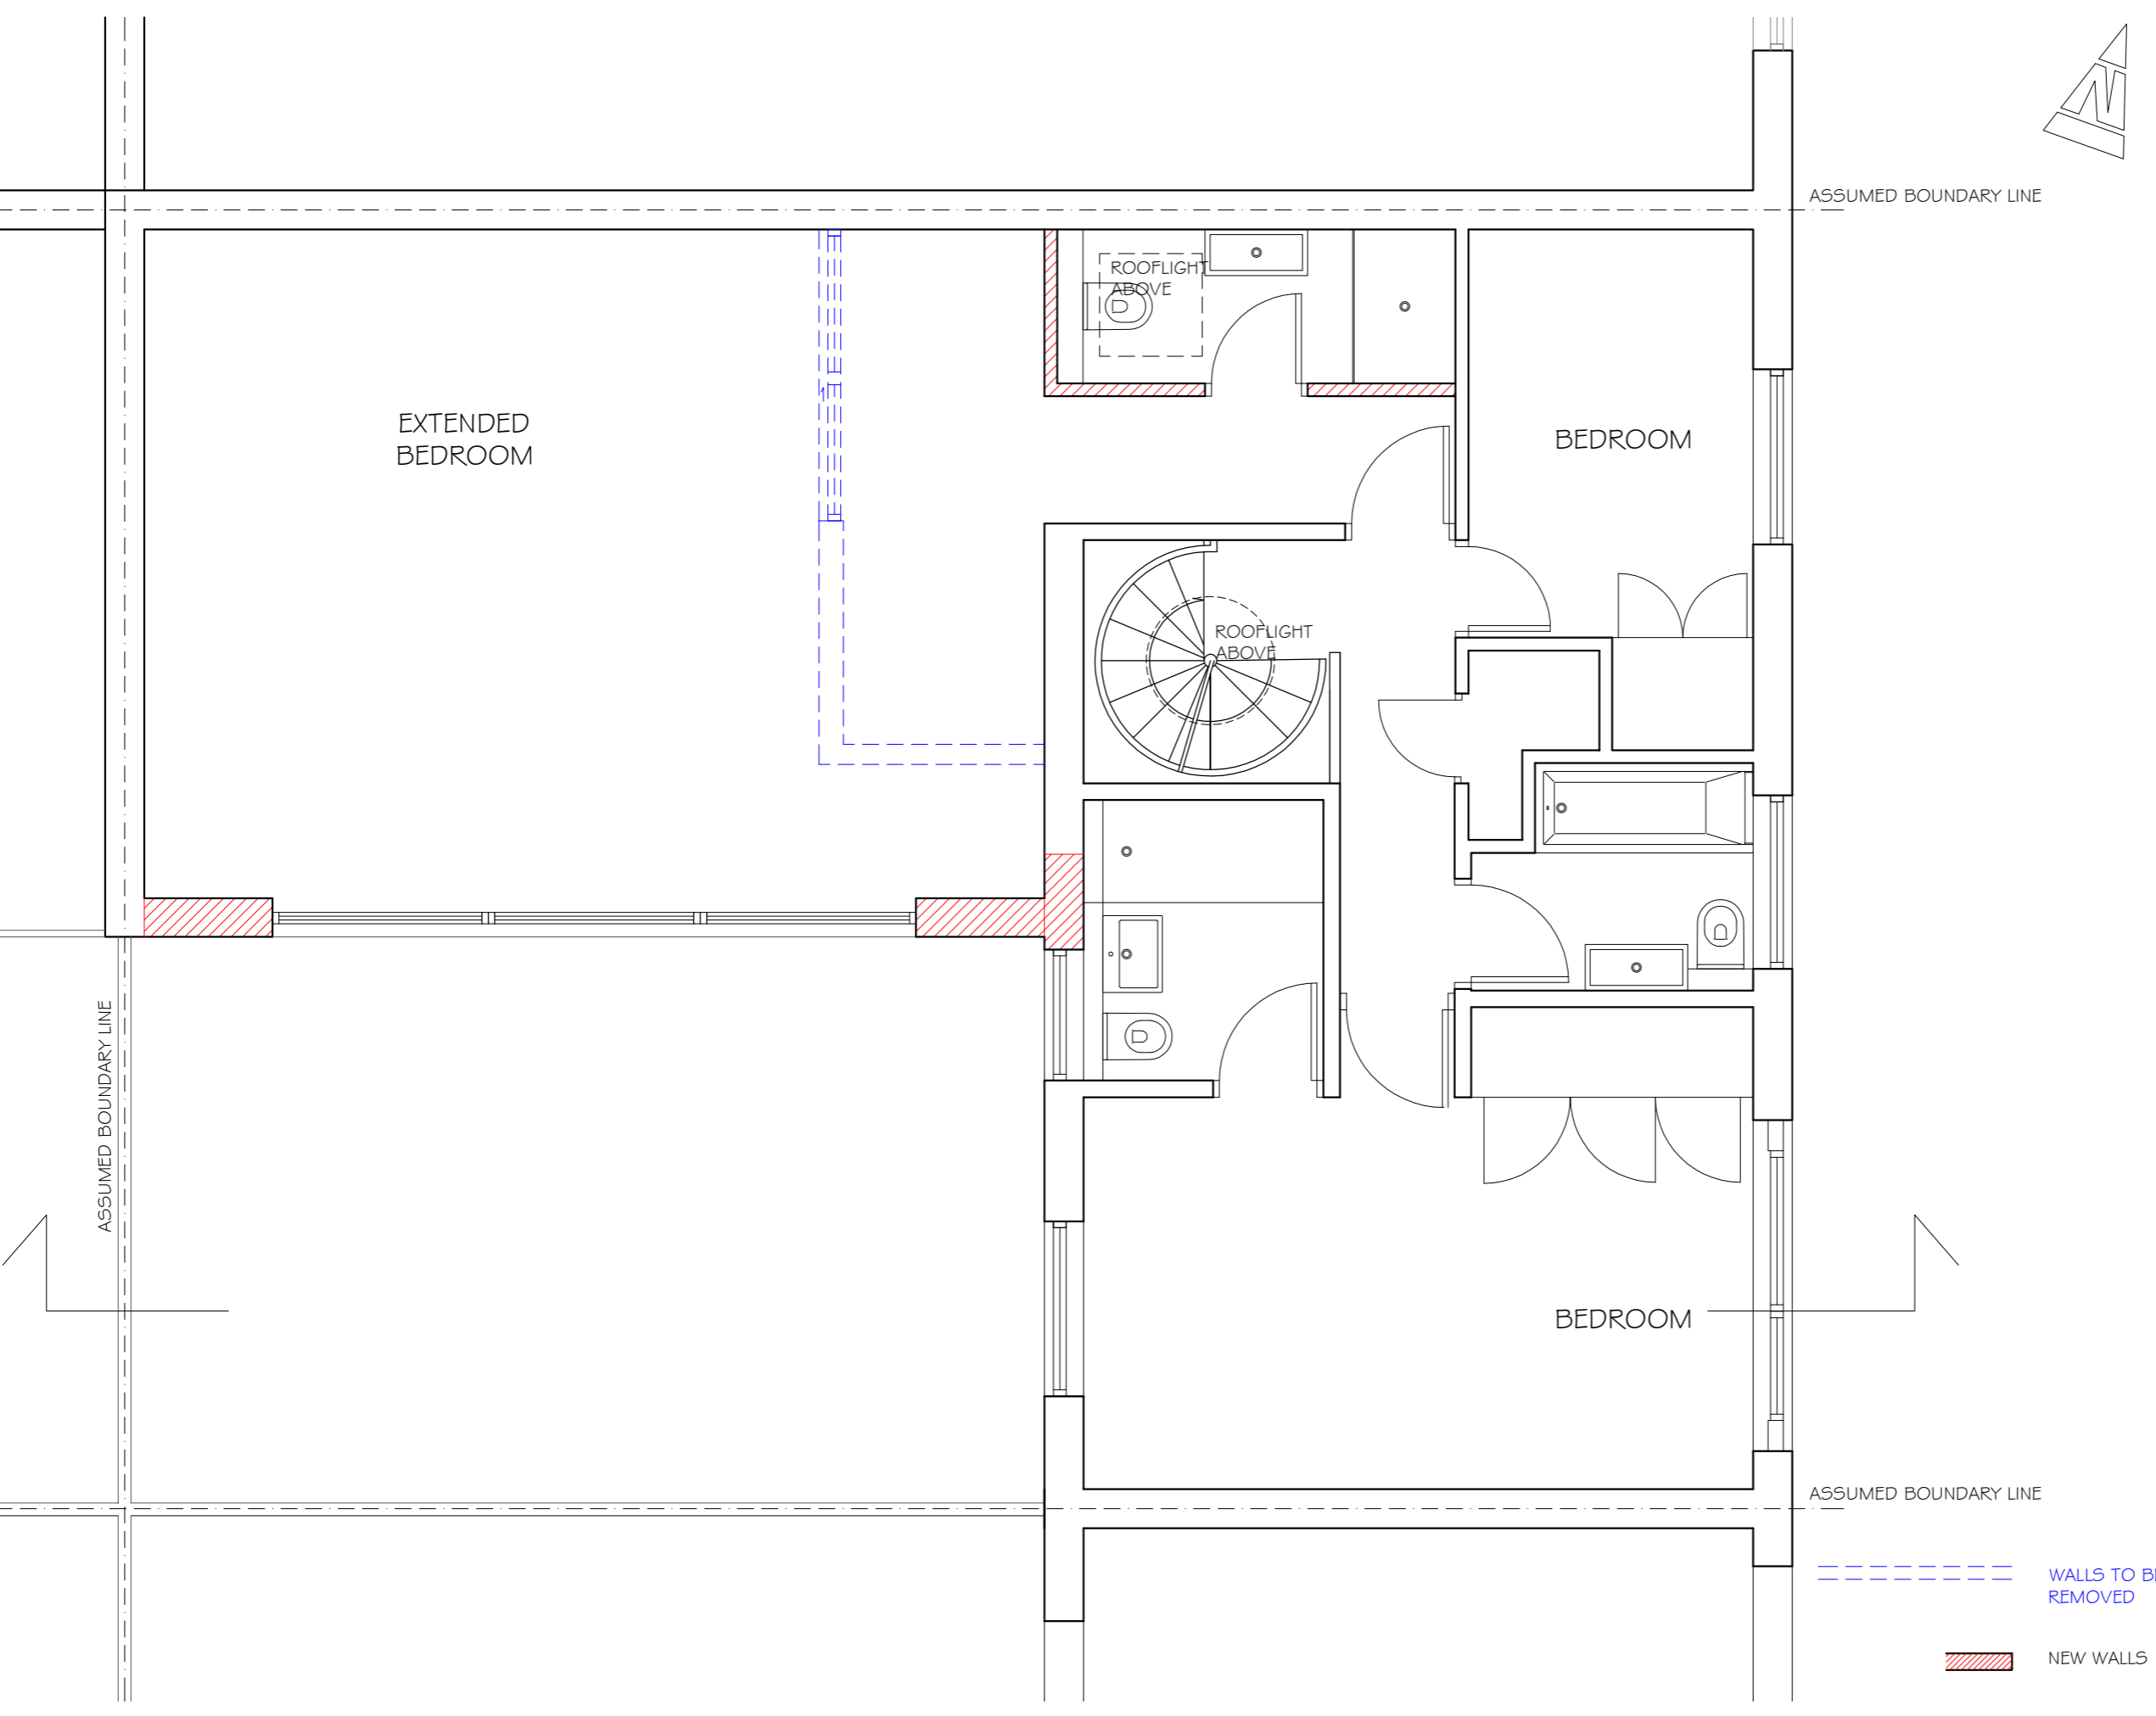 N
ASSUMED BOUNDARY LINE
ROOFLIGHT
ABOVE
EXTENDED
BEDROOM
BEDROOM
ROOFLIGHT
ABOVE
ASSUMED BOUNDARY LINE
BEDROOM
ASSUMED BOUNDARY LINE
WALLS TO B
REMOVED
NEW WALLS